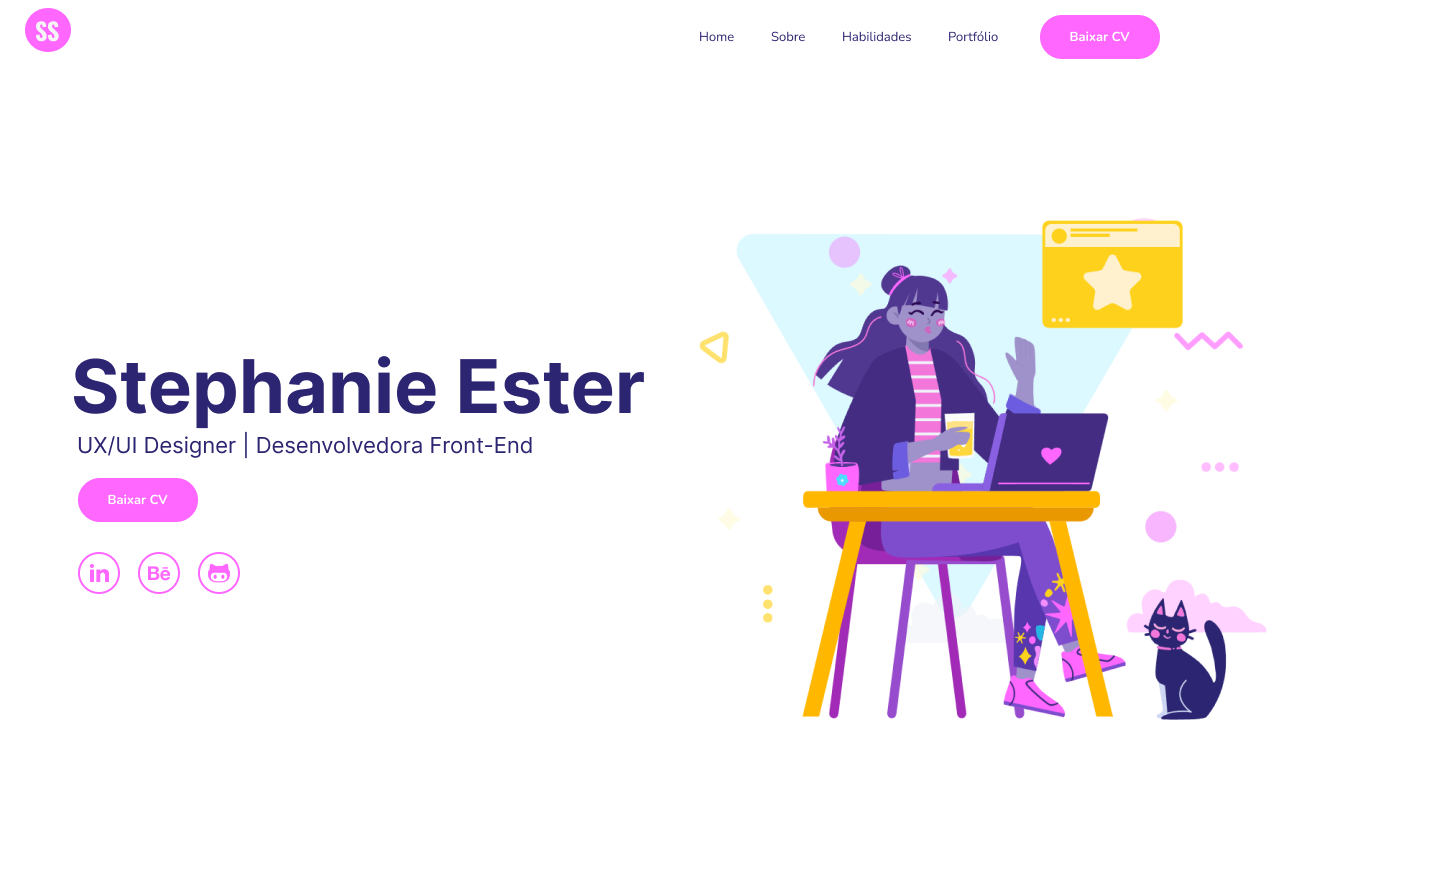 SS
Home Sobre Habilidades Portfólio Baixar CV
Stephanie Ester
UX/UI Designer | Desenvolvedora Front-End
Baixar CV
in Bē